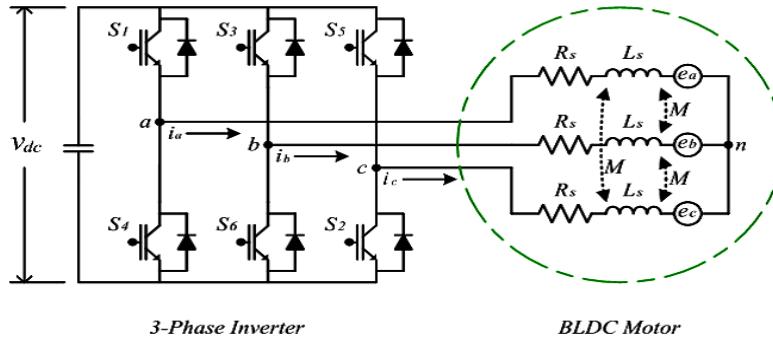 S1 S3 S5
Rs Ls ea
M
a ia
vdc
b ib
Rs Ls eb n
c ic
M M
Rs Ls ec
S4 S6 S2
3-Phase Inverter BLDC Motor